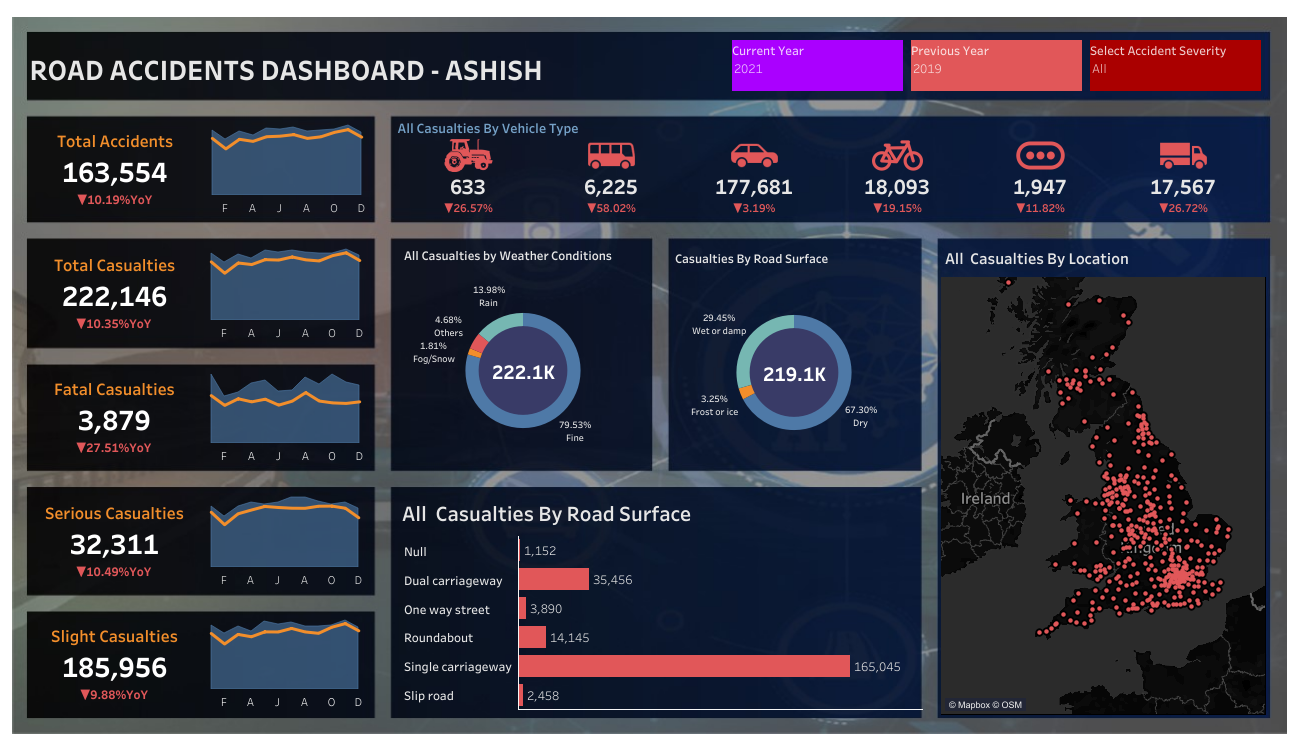 ROAD ACCIDENTS DASHBOARD - ASHISH
Current Year
2021
Previous Year
2019
Select Accident Severity
All
Total Accidents
163,554
▼10.19%YoY
F A J A O D
Total Casualties
222,146
▼10.35%YoY
F A J A O D
Fatal Casualties
3,879
▼27.51%YoY
F A J A O D
Serious Casualties
32,311
▼10.49%YoY
F A J A O D
Slight Casualties
185,956
▼9.88%YoY
F A J A O D
All Casualties By Vehicle Type
633 6,225 177,681 18,093 1,947 17,567
▼26.57% ▼58.02% ▼3.19% ▼19.15% ▼11.82% ▼26.72%
All Casualties by Weather Conditions
13.98%
Rain
4.68%
Others
1.81%
Fog/Snow
222.1K
79.53%
Fine
Casualties By Road Surface
29.45%
Wet or damp
219.1K
3.25%
Frost or ice
67.30%
Dry
All Casualties By Road Surface
Null 1,152
Dual carriageway 35,456
One way street 3,890
Roundabout 14,145
Single carriageway 165,045
Slip road 2,458
All Casualties By Location
Ireland
© Mapbox © OSM